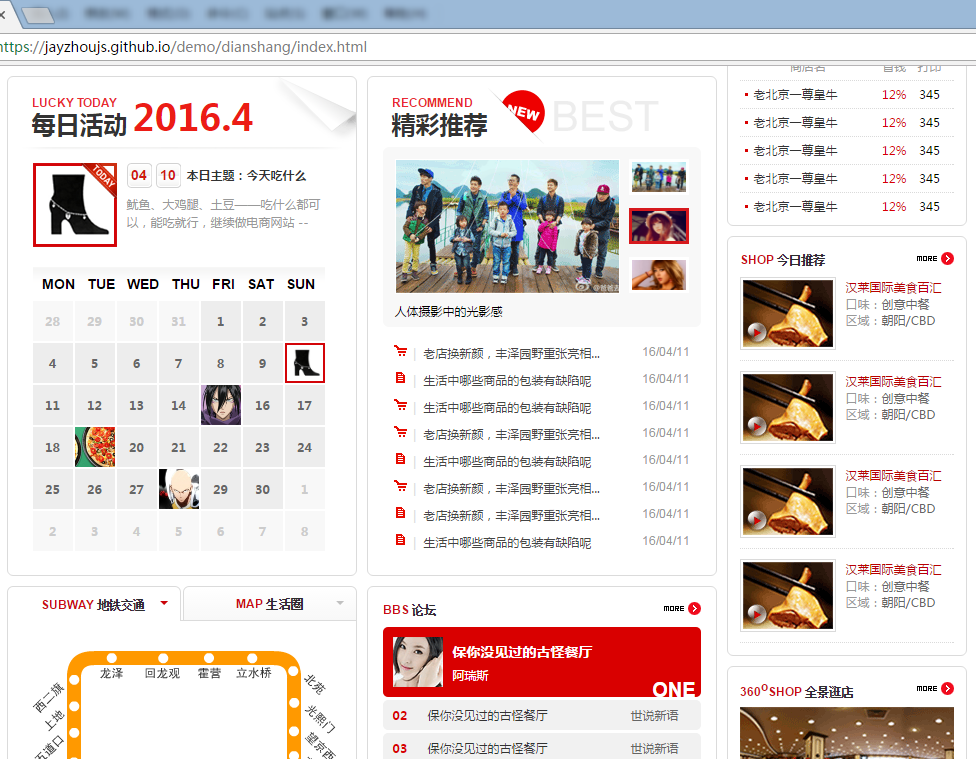 https://jayzhoujs.github.io/demo/dianshang/index.html
LUCKY TODAY
每日活动 2016.4
TODAY
04 10 本日主题：今天吃什么
鱿鱼、大鸡腿、土豆——吃什么都可
以，能吃就行，继续做电商网站 --
MON TUE WED THU FRI SAT SUN
28 29 30 31 1 2 3
4 5 6 7 8 9
11 12 13 14 16 17
18 20 21 22 23 24
25 26 27 29 30 1
2 3 4 5 6 7 8
RECOMMEND
精彩推荐 NEW BEST
人体摄影中的光影感
老店换新颜，丰泽园野重张亮相... 16/04/11
生活中哪些商品的包装有缺陷呢 16/04/11
老店换新颜，丰泽园野重张亮相... 16/04/11
老店换新颜，丰泽园野重张亮相... 16/04/11
生活中哪些商品的包装有缺陷呢 16/04/11
老店换新颜，丰泽园野重张亮相... 16/04/11
老店换新颜，丰泽园野重张亮相... 16/04/11
生活中哪些商品的包装有缺陷呢 16/04/11
老北京一尊皇牛 12% 345
老北京一尊皇牛 12% 345
老北京一尊皇牛 12% 345
老北京一尊皇牛 12% 345
老北京一尊皇牛 12% 345
SHOP 今日推荐 MORE
汉莱国际美食百汇
口味：创意中餐
区域：朝阳/CBD
汉莱国际美食百汇
口味：创意中餐
区域：朝阳/CBD
汉莱国际美食百汇
口味：创意中餐
区域：朝阳/CBD
汉莱国际美食百汇
口味：创意中餐
区域：朝阳/CBD
SUBWAY 地铁交通
MAP 生活圈
龙泽 回龙观 霍营 立水桥
西二旗
上地
五道口
北苑
光熙门
望京西
BBS 论坛 MORE
保你没见过的古怪餐厅
阿瑞斯
ONE
02 保你没见过的古怪餐厅 世说新语
03 保你没见过的古怪餐厅 世说新语
360°SHOP 全景逛店 MORE